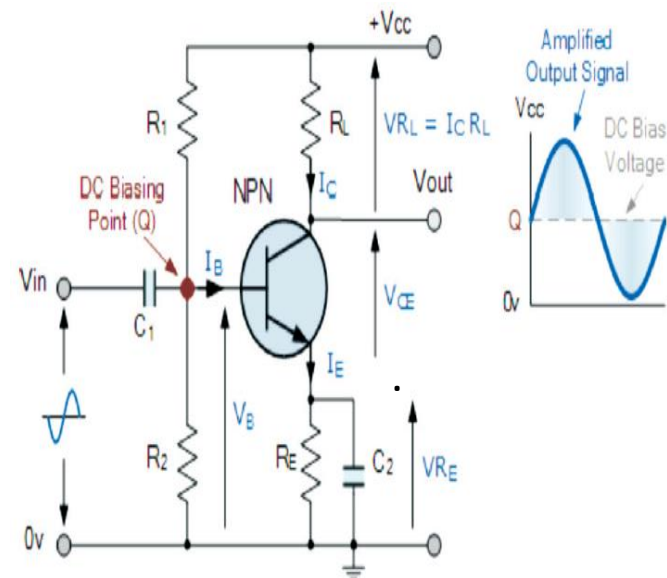 +Vcc
R1
RL
VRL = IC RL
DC Biasing
Point (Q)
NPN
IC
Vout
Vin
C1
IB
VCE
IE
VB
R2
RE
C2
VRE
0v
Amplified
Output Signal
Vcc
DC Bias
Voltage
Q
0v